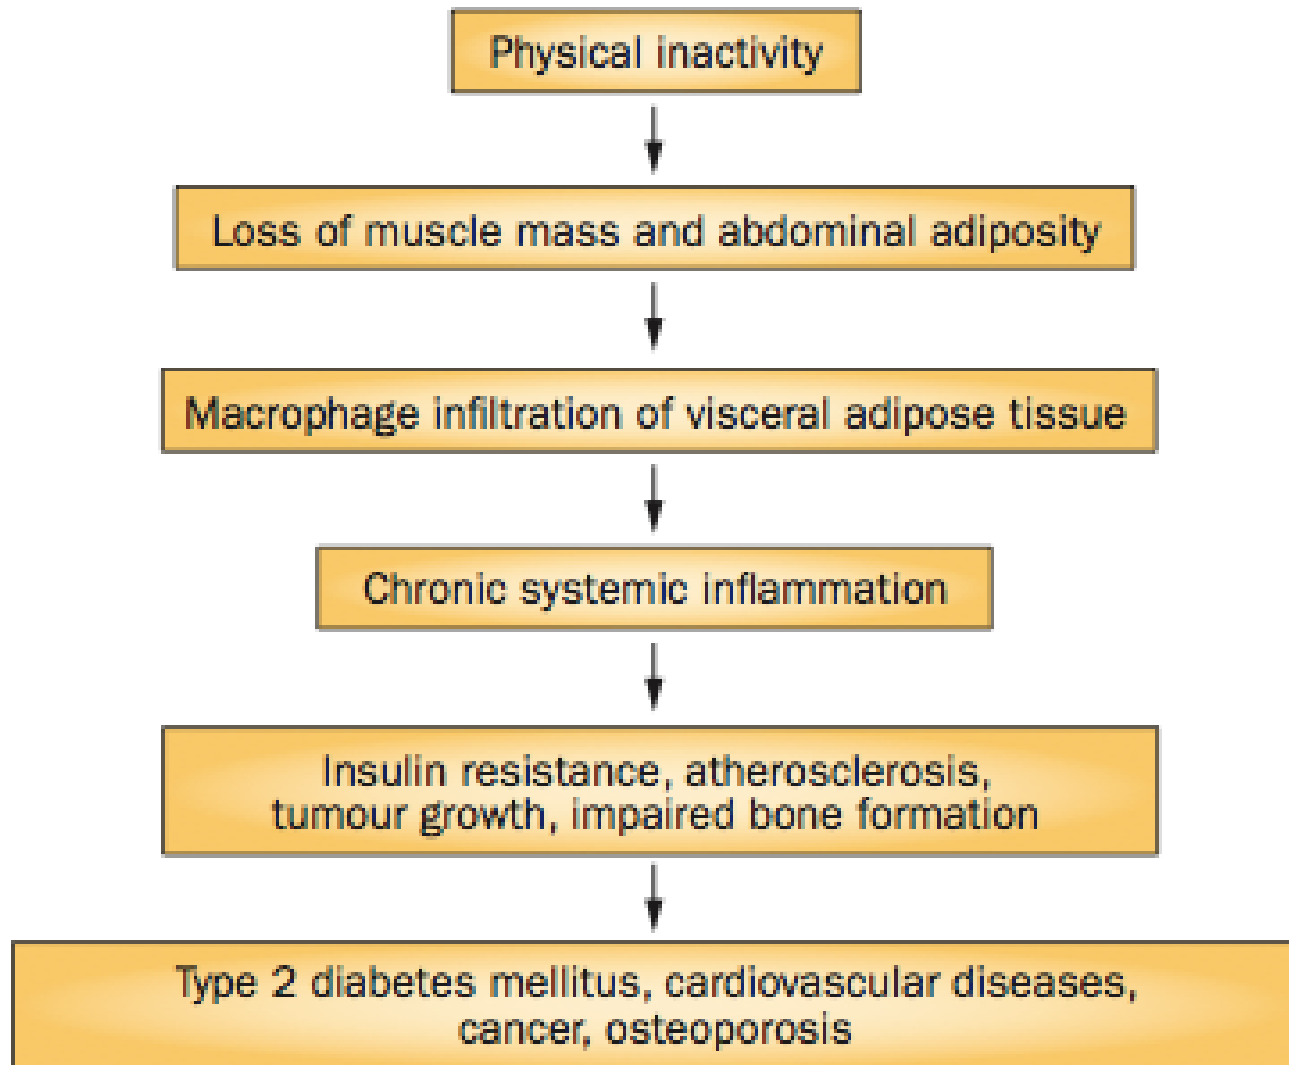 Physical inactivity
Loss of muscle mass and abdominal adiposity
Macrophage infiltration of visceral adipose tissue
Chronic systemic inflammation
Insulin resistance, atherosclerosis,
tumour growth, impaired bone formation
Type 2 diabetes mellitus, cardiovascular diseases,
cancer, osteoporosis